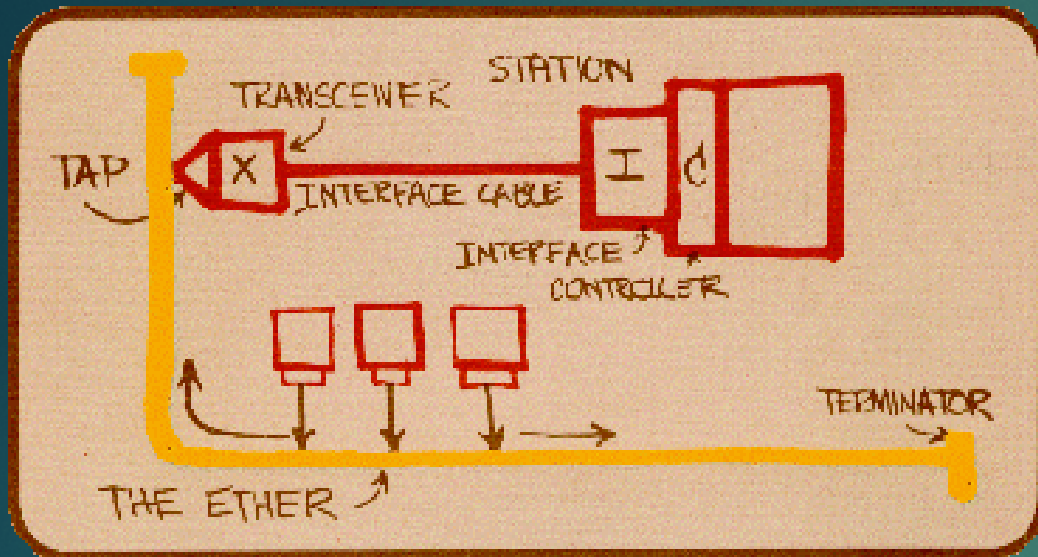 STATION
TRANSCEIVER
TAP
X
I
C
INTERFACE CABLE
INTERFACE
CONTROLLER
TERMINATOR
THE ETHER